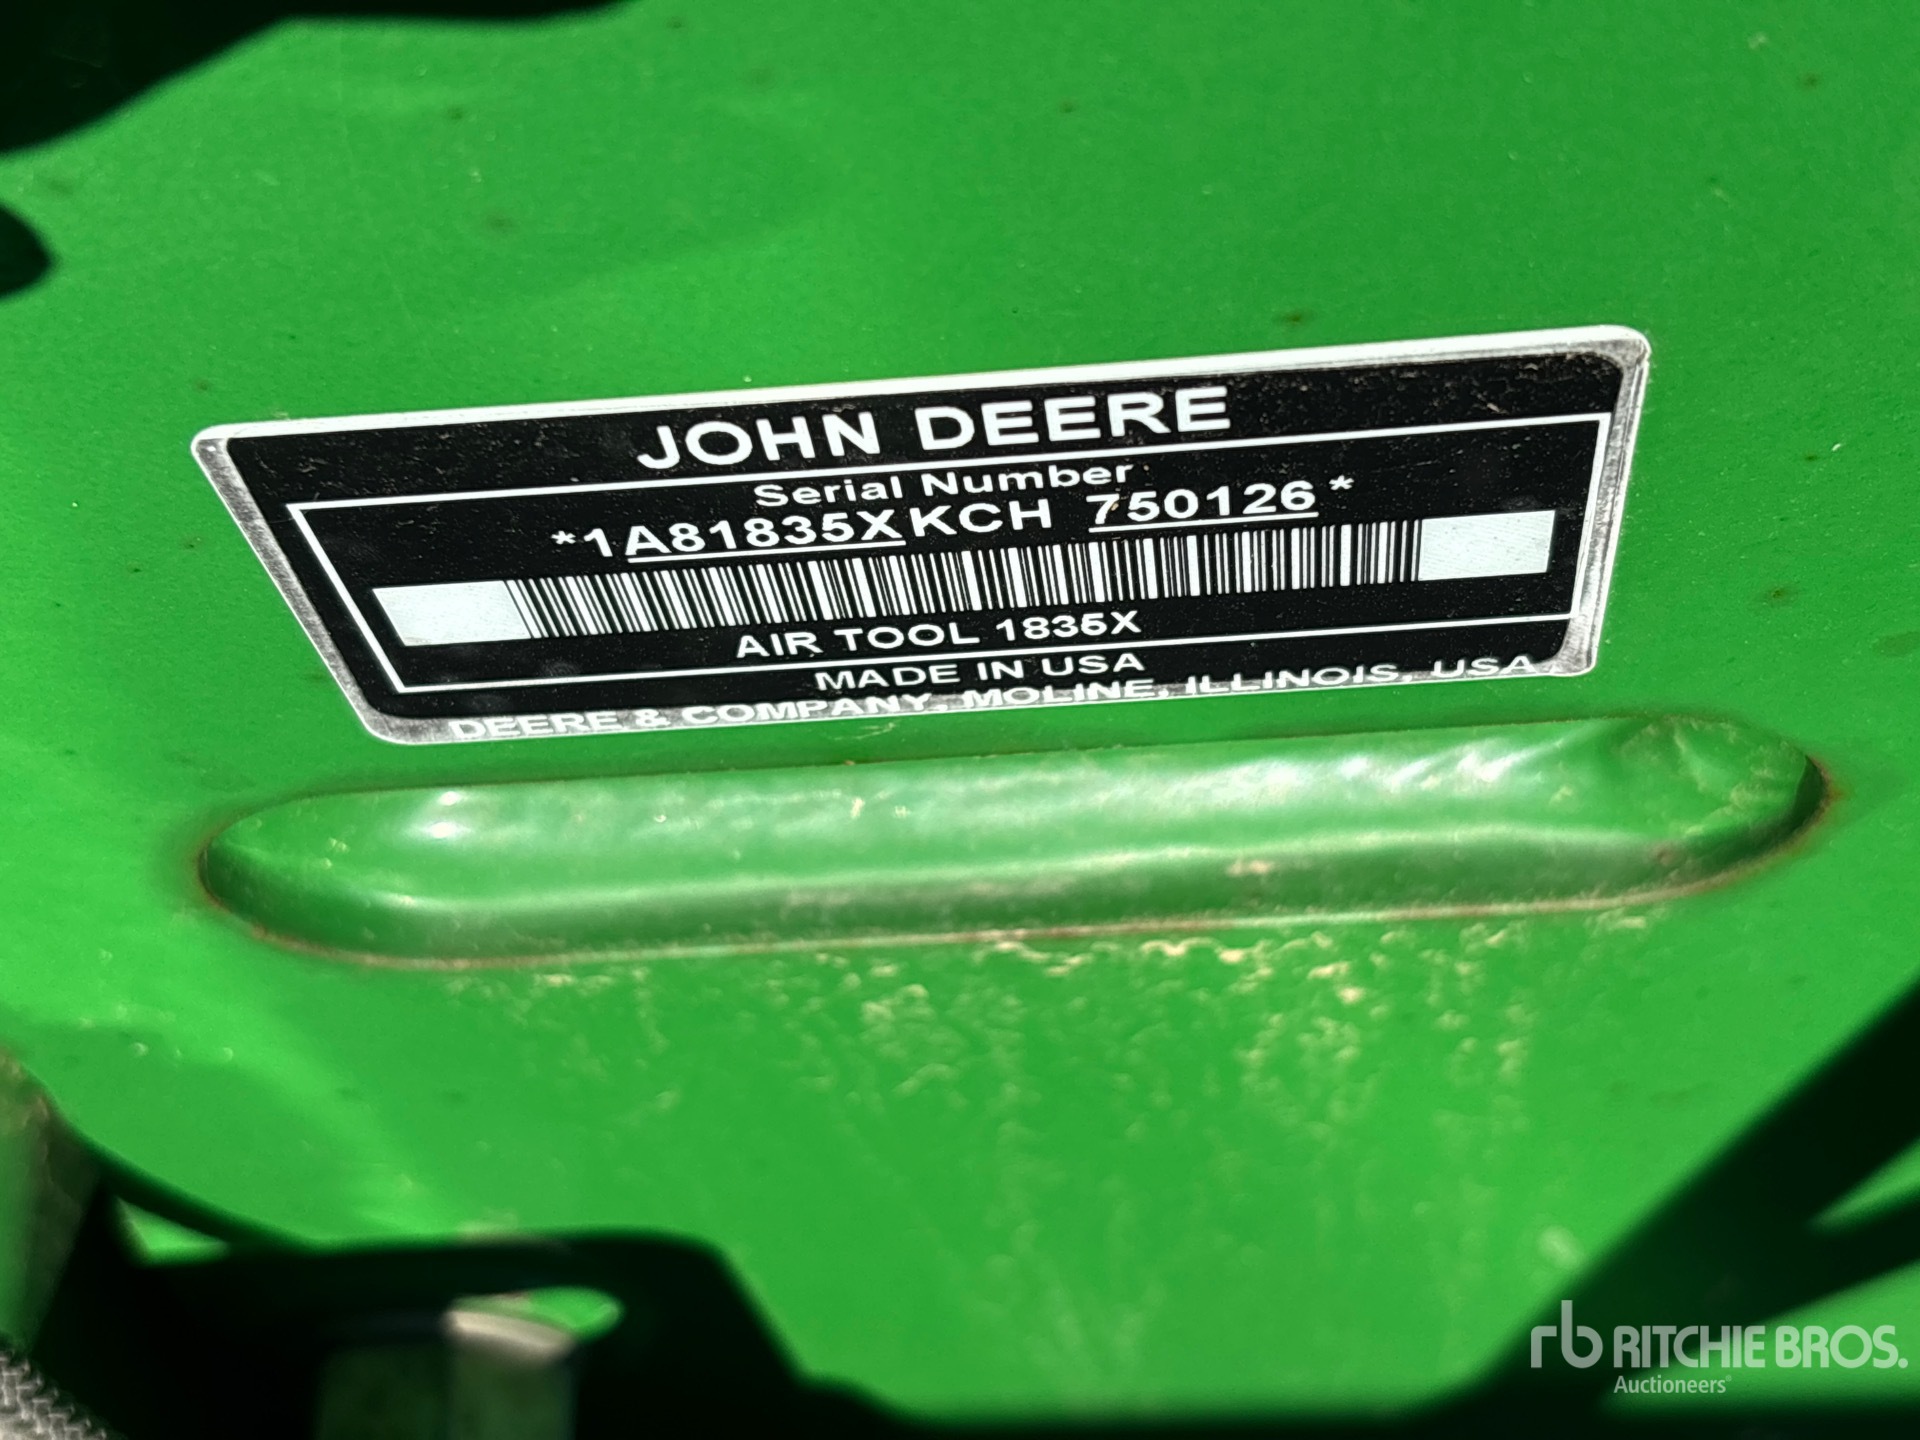 JOHN DEERE
Serial Number
*1A81835XKCH 750126*
AIR TOOL 1835X
MADE IN USA
DEERE & COMPANY, MOLINE, ILLINOIS, USA
rb RITCHIE BROS.
Auctioneers